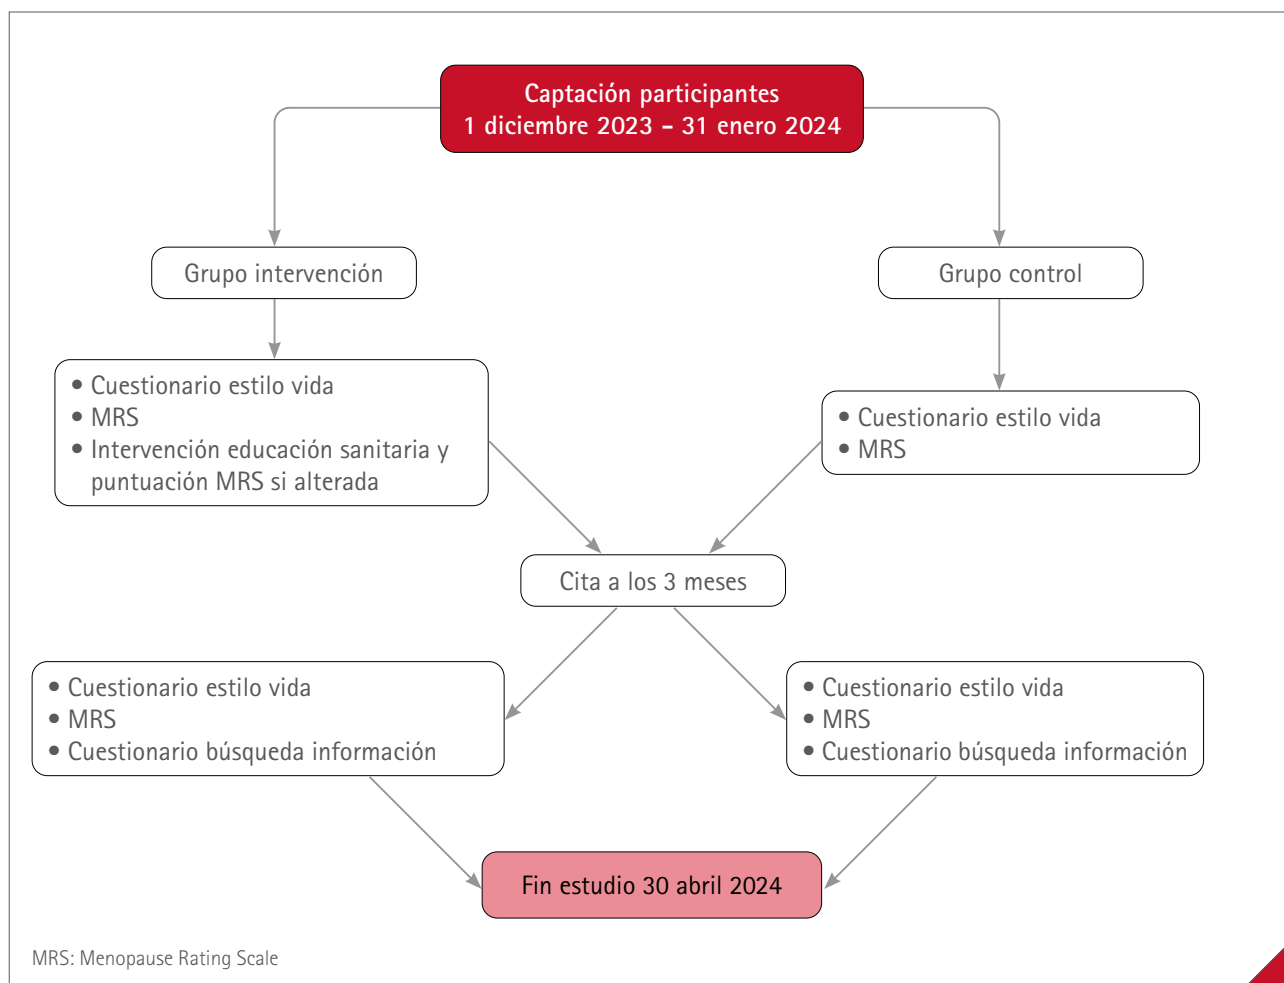 Captación participantes
1 diciembre 2023 - 31 enero 2024
Grupo intervención
Grupo control
• Cuestionario estilo vida
• MRS
• Intervención educación sanitaria y
puntuación MRS si alterada
• Cuestionario estilo vida
• MRS
Cita a los 3 meses
• Cuestionario estilo vida
• MRS
• Cuestionario búsqueda información
• Cuestionario estilo vida
• MRS
• Cuestionario búsqueda información
Fin estudio 30 abril 2024
MRS: Menopause Rating Scale